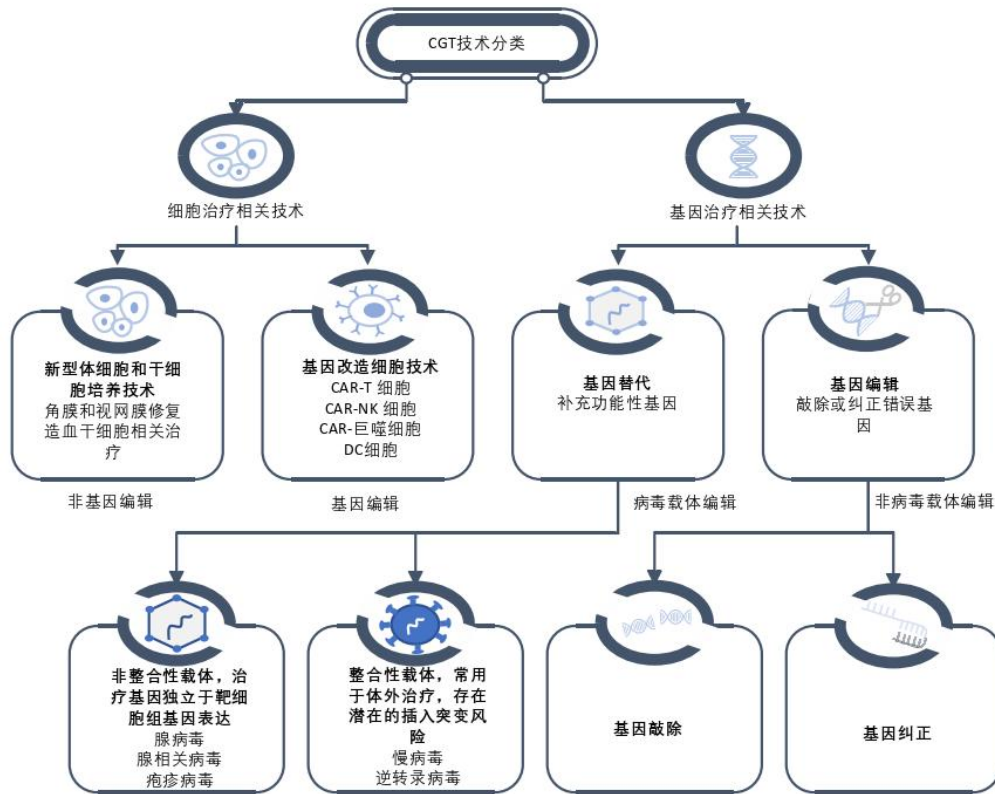 CGT技术分类
细胞治疗相关技术
基因治疗相关技术
新型体细胞和干细
胞培养技术
角膜和视网膜修复
造血干细胞相关治
疗
基因改造细胞技术
CAR-T 细胞
CAR-NK 细胞
CAR-巨噬细胞
DC细胞
基因替代
补充功能性基因
基因编辑
敲除或纠正错误基
因
非基因编辑
基因编辑
病毒载体编辑
非病毒载体编辑
非整合性载体，治
疗基因独立于靶细
胞组基因表达
腺病毒
腺相关病毒
疱疹病毒
整合性载体，常用
于体外治疗，存在
潜在的插入突变风
险
慢病毒
逆转录病毒
基因敲除
基因纠正